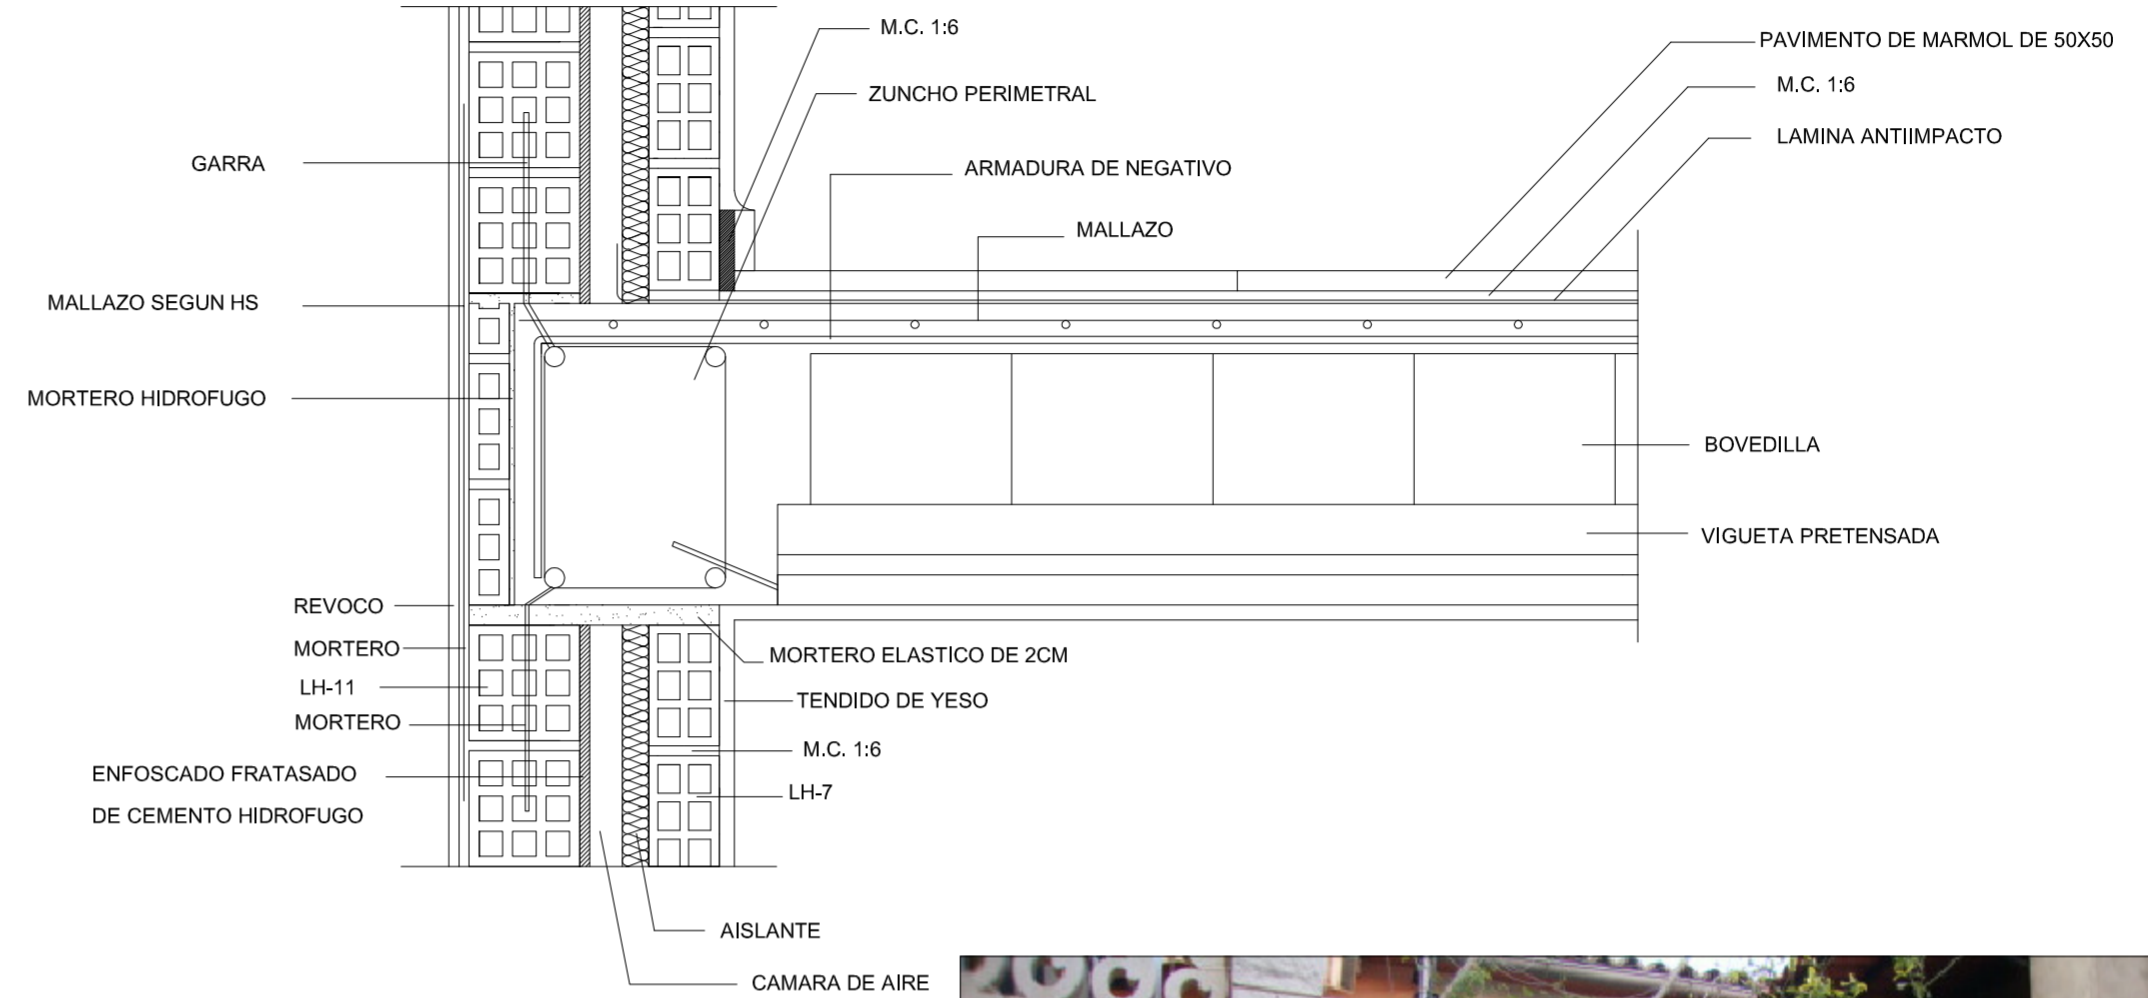 M.C. 1:6
PAVIMENTO DE MARMOL DE 50X50
M.C. 1:6
ZUNCHO PERIMETRAL
LAMINA ANTIIMPACTO
GARRA
ARMADURA DE NEGATIVO
MALLAZO
MALLAZO SEGUN HS
MORTERO HIDROFUGO
BOVEDILLA
VIGUETA PRETENSADA
REVOCO
MORTERO
MORTERO ELASTICO DE 2CM
LH-11
TENDIDO DE YESO
MORTERO
M.C. 1:6
ENFOSCADO FRATASADO
DE CEMENTO HIDROFUGO
LH-7
AISLANTE
CAMARA DE AIRE